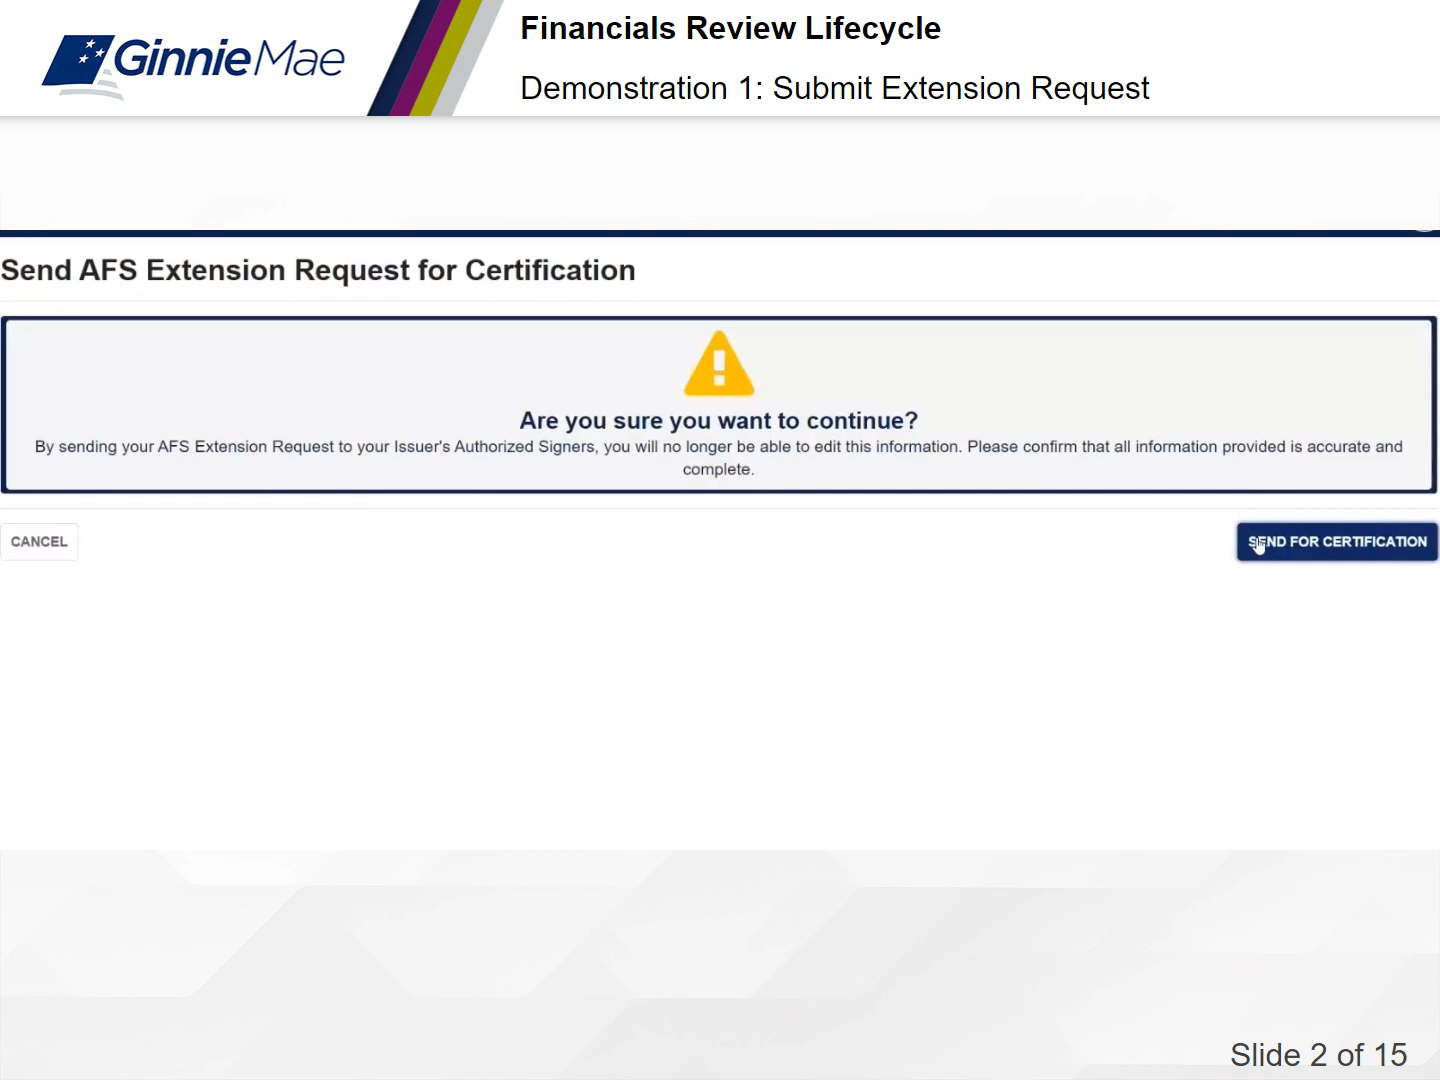 GinnieMae
Financials Review Lifecycle
Demonstration 1: Submit Extension Request
Send AFS Extension Request for Certification
Are you sure you want to continue?
By sending your AFS Extension Request to your Issuer's Authorized Signers, you will no longer be able to edit this information. Please confirm that all information provided is accurate and
complete.
CANCEL
SEND FOR CERTIFICATION
Slide 2 of 15